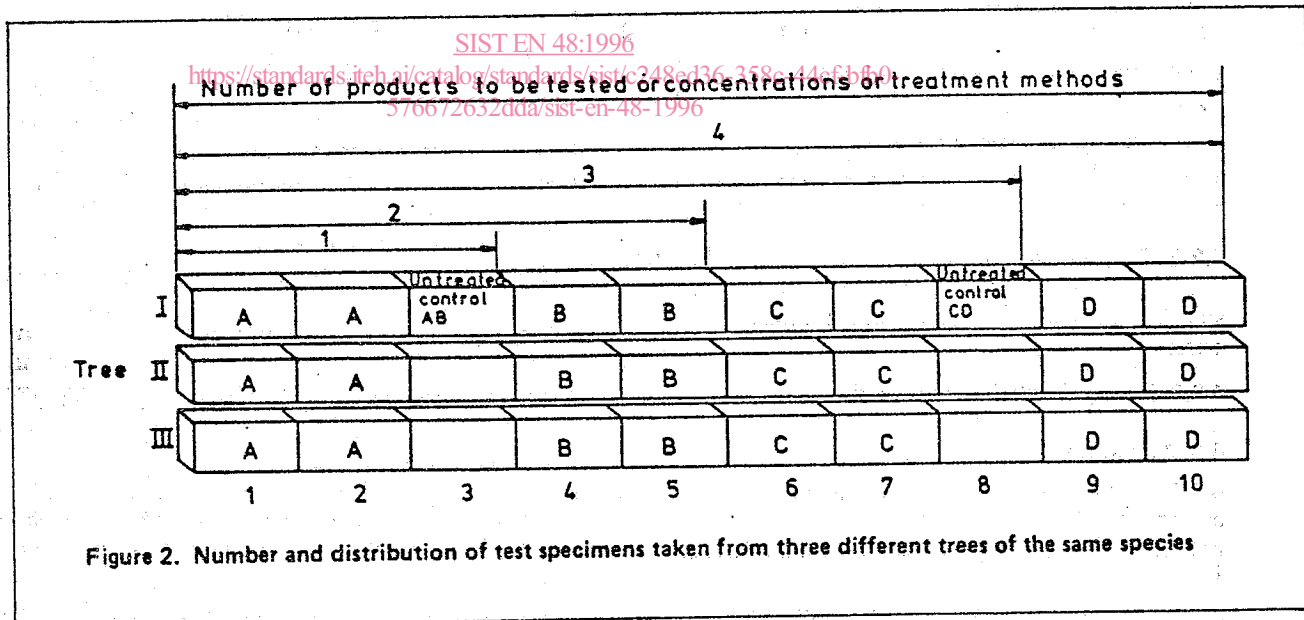 SIST EN 48:1996
Number of products to be tested or concentrations or treatment methods
576672632dda/sist-en-48-1996
4
3
2
1
Untreated control AB
Untreated control CD
I A A B B C C D D
Tree II A A B B C C D D
III A A B B C C D D
1 2 3 4 5 6 7 8 9 10
Figure 2. Number and distribution of test specimens taken from three different trees of the same species